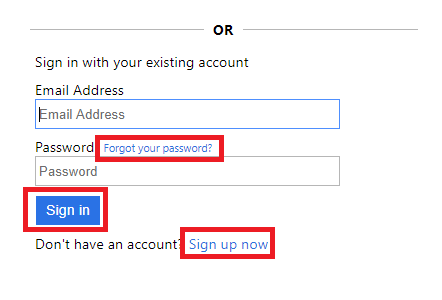 OR
Sign in with your existing account
Email Address
Email Address
Password Forgot your password?
Password
Sign in
Don't have an account? Sign up now